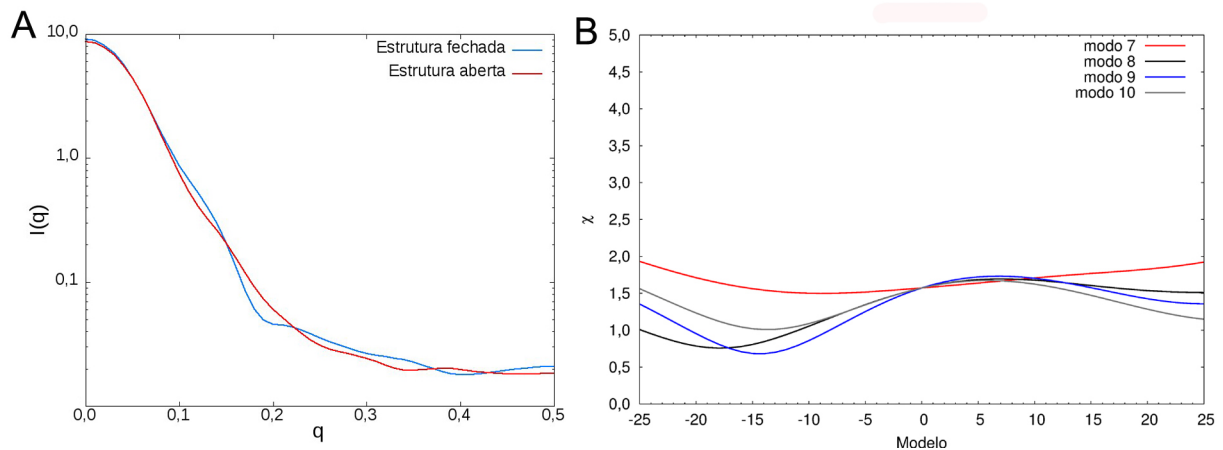 A
10,0
1,0
0,1
I(q)
Estrutura fechada
Estrutura aberta
0,0 0,1 0,2 0,3 0,4 0,5
q
B
5,0
4,5
4,0
3,5
3,0
2,5
2,0
1,5
1,0
0,5
0,0
χ
modo 7
modo 8
modo 9
modo 10
-25 -20 -15 -10 -5 0 5 10 15 20 25
Modelo